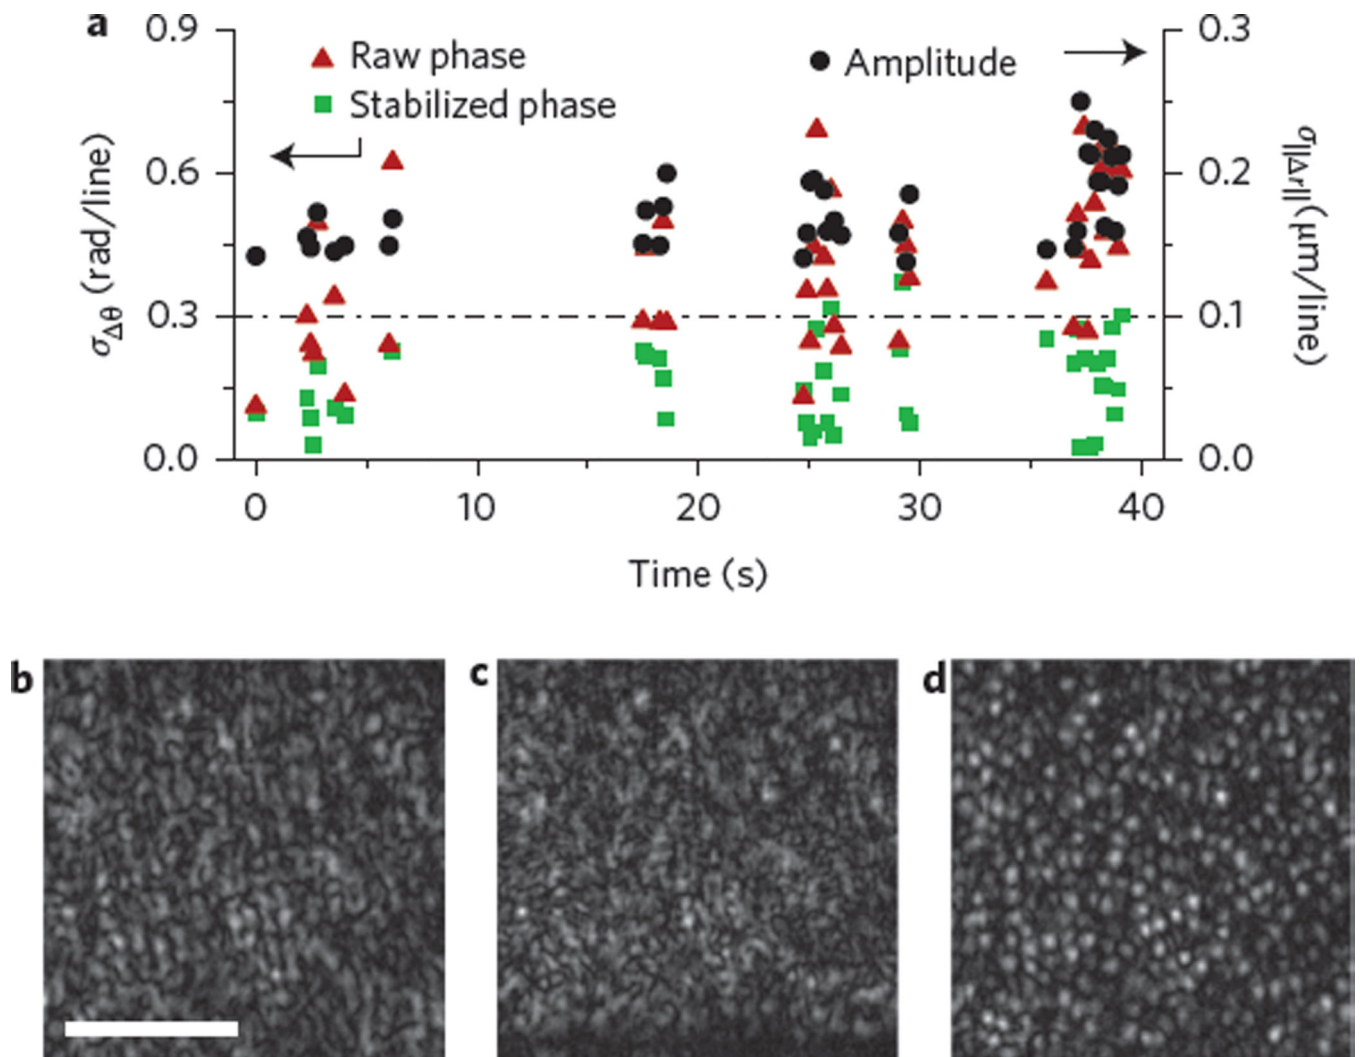 a
0.9
0.6
0.3
0.0
σΔθ (rad/line)
Raw phase
Stabilized phase
Amplitude
0.3
0.2
0.1
0.0
σ||Δr|| (μm/line)
0 10 20 30 40
Time (s)
b c d